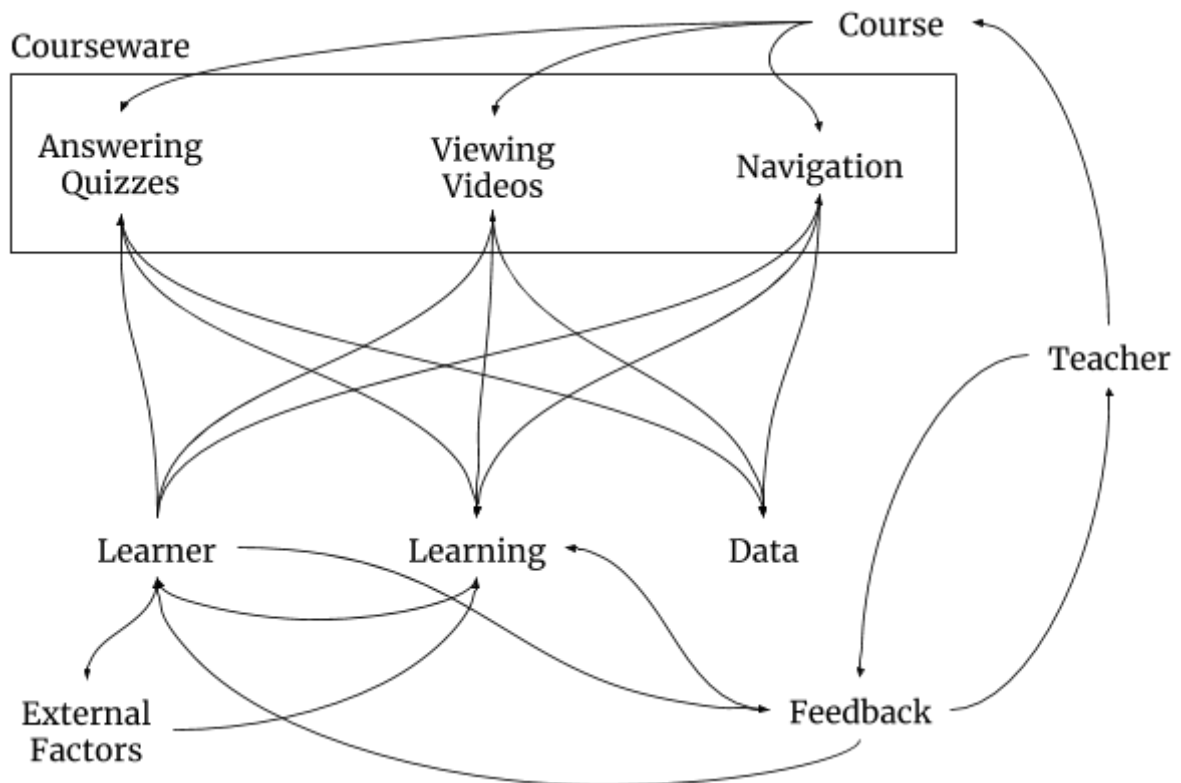 Course
Courseware
Answering
Quizzes
Viewing
Videos
Navigation
Teacher
Learner
Learning
Data
External
Factors
Feedback